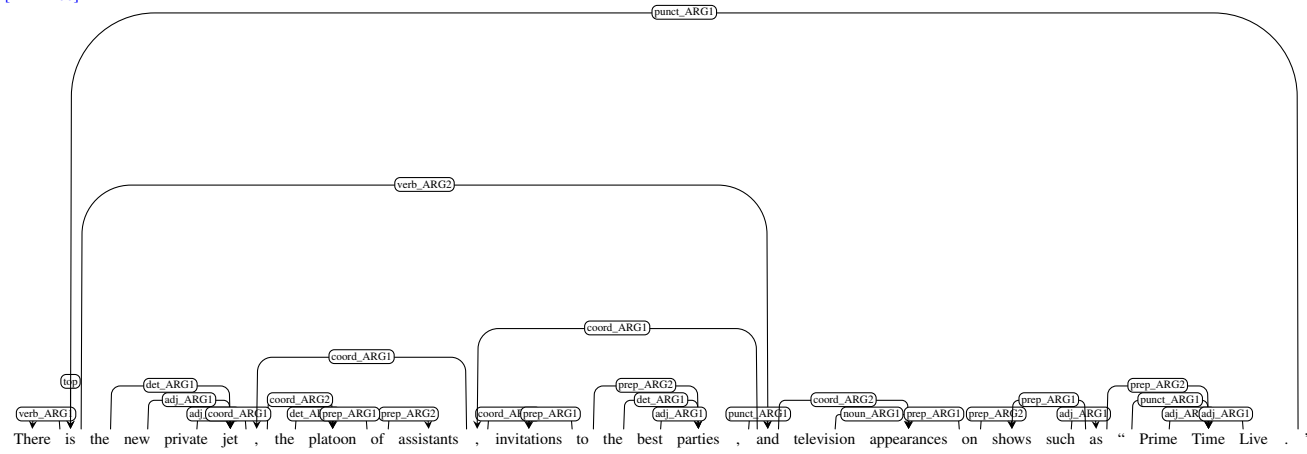 punct_ARG1
verb_ARG2
coord_ARG1
coord_ARG1
top det_ARG1 coord_ARG2 prep_ARG2 prep_ARG2
adj_ARG1 det_ARG1 coord_ARG2 prep_ARG1 punct_ARG1
verb_ARG1 coord_ARG1 prep_ARG1 prep_ARG2 prep_ARG1 adj_ARG1 punct_ARG1 noun_ARG1 prep_ARG1 prep_ARG2 adj_ARG1 adj_ARG1
There is the new private jet , the platoon of assistants , invitations to the best parties , and television appearances on shows such as “ Prime Time Live .